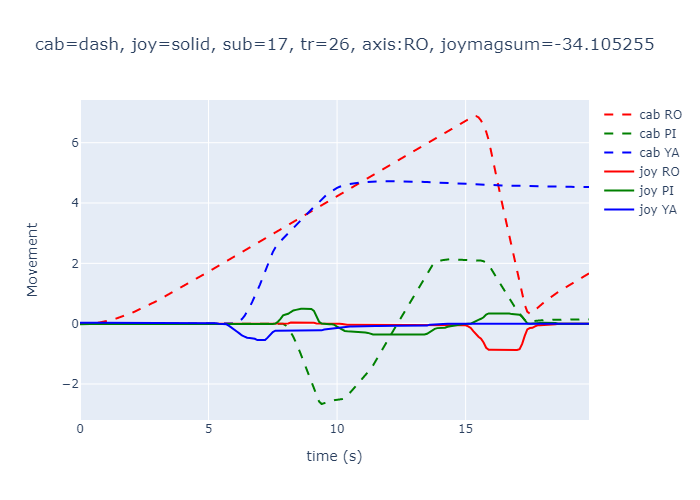 cab=dash, joy=solid, sub=17, tr=26, axis:RO, joymagsum=-34.105255
cab RO
cab PI
cab YA
joy RO
joy PI
joy YA
Movement
6
4
2
0
−2
0
5
10
15
time (s)